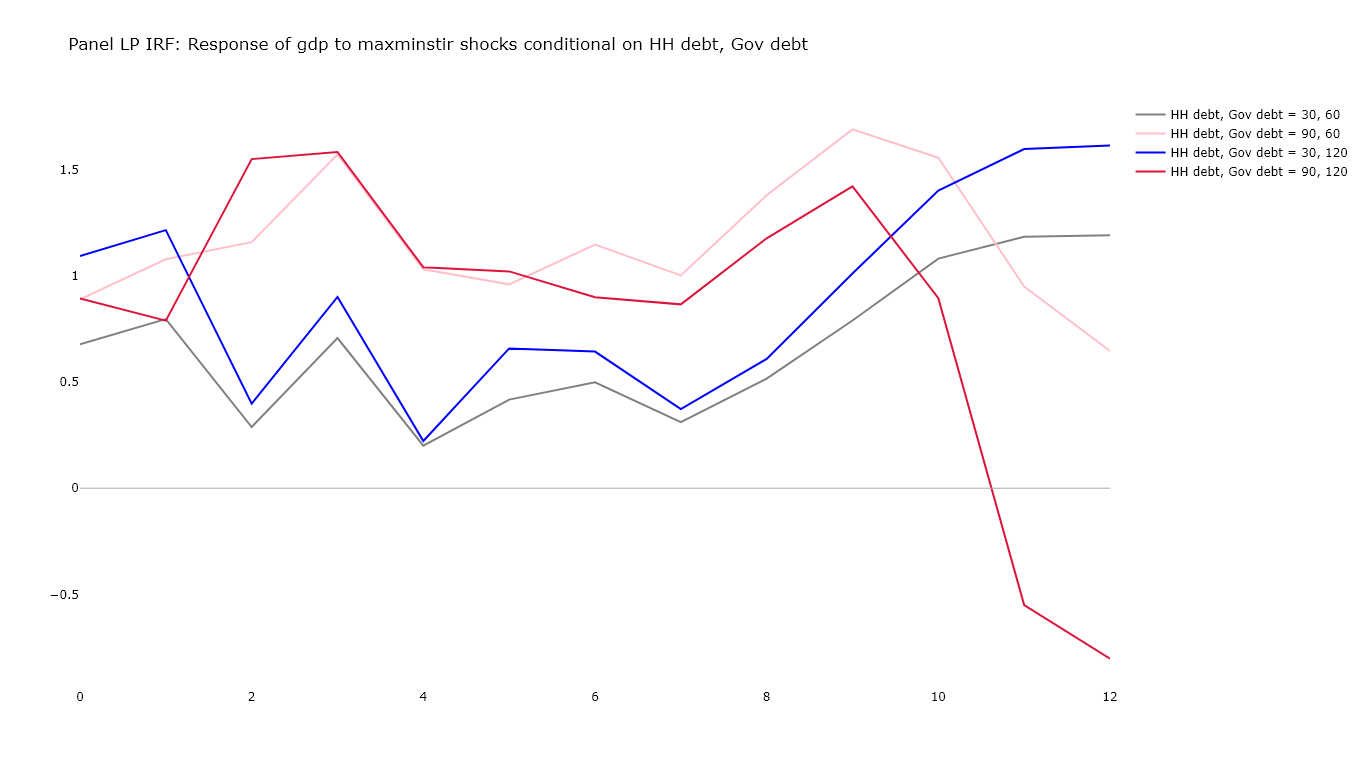 Panel LP IRF: Response of gdp to maxminstir shocks conditional on HH debt, Gov debt
HH debt, Gov debt = 30, 60
HH debt, Gov debt = 90, 60
HH debt, Gov debt = 30, 120
HH debt, Gov debt = 90, 120
1.5
1
0.5
0
−0.5
0 2 4 6 8 10 12